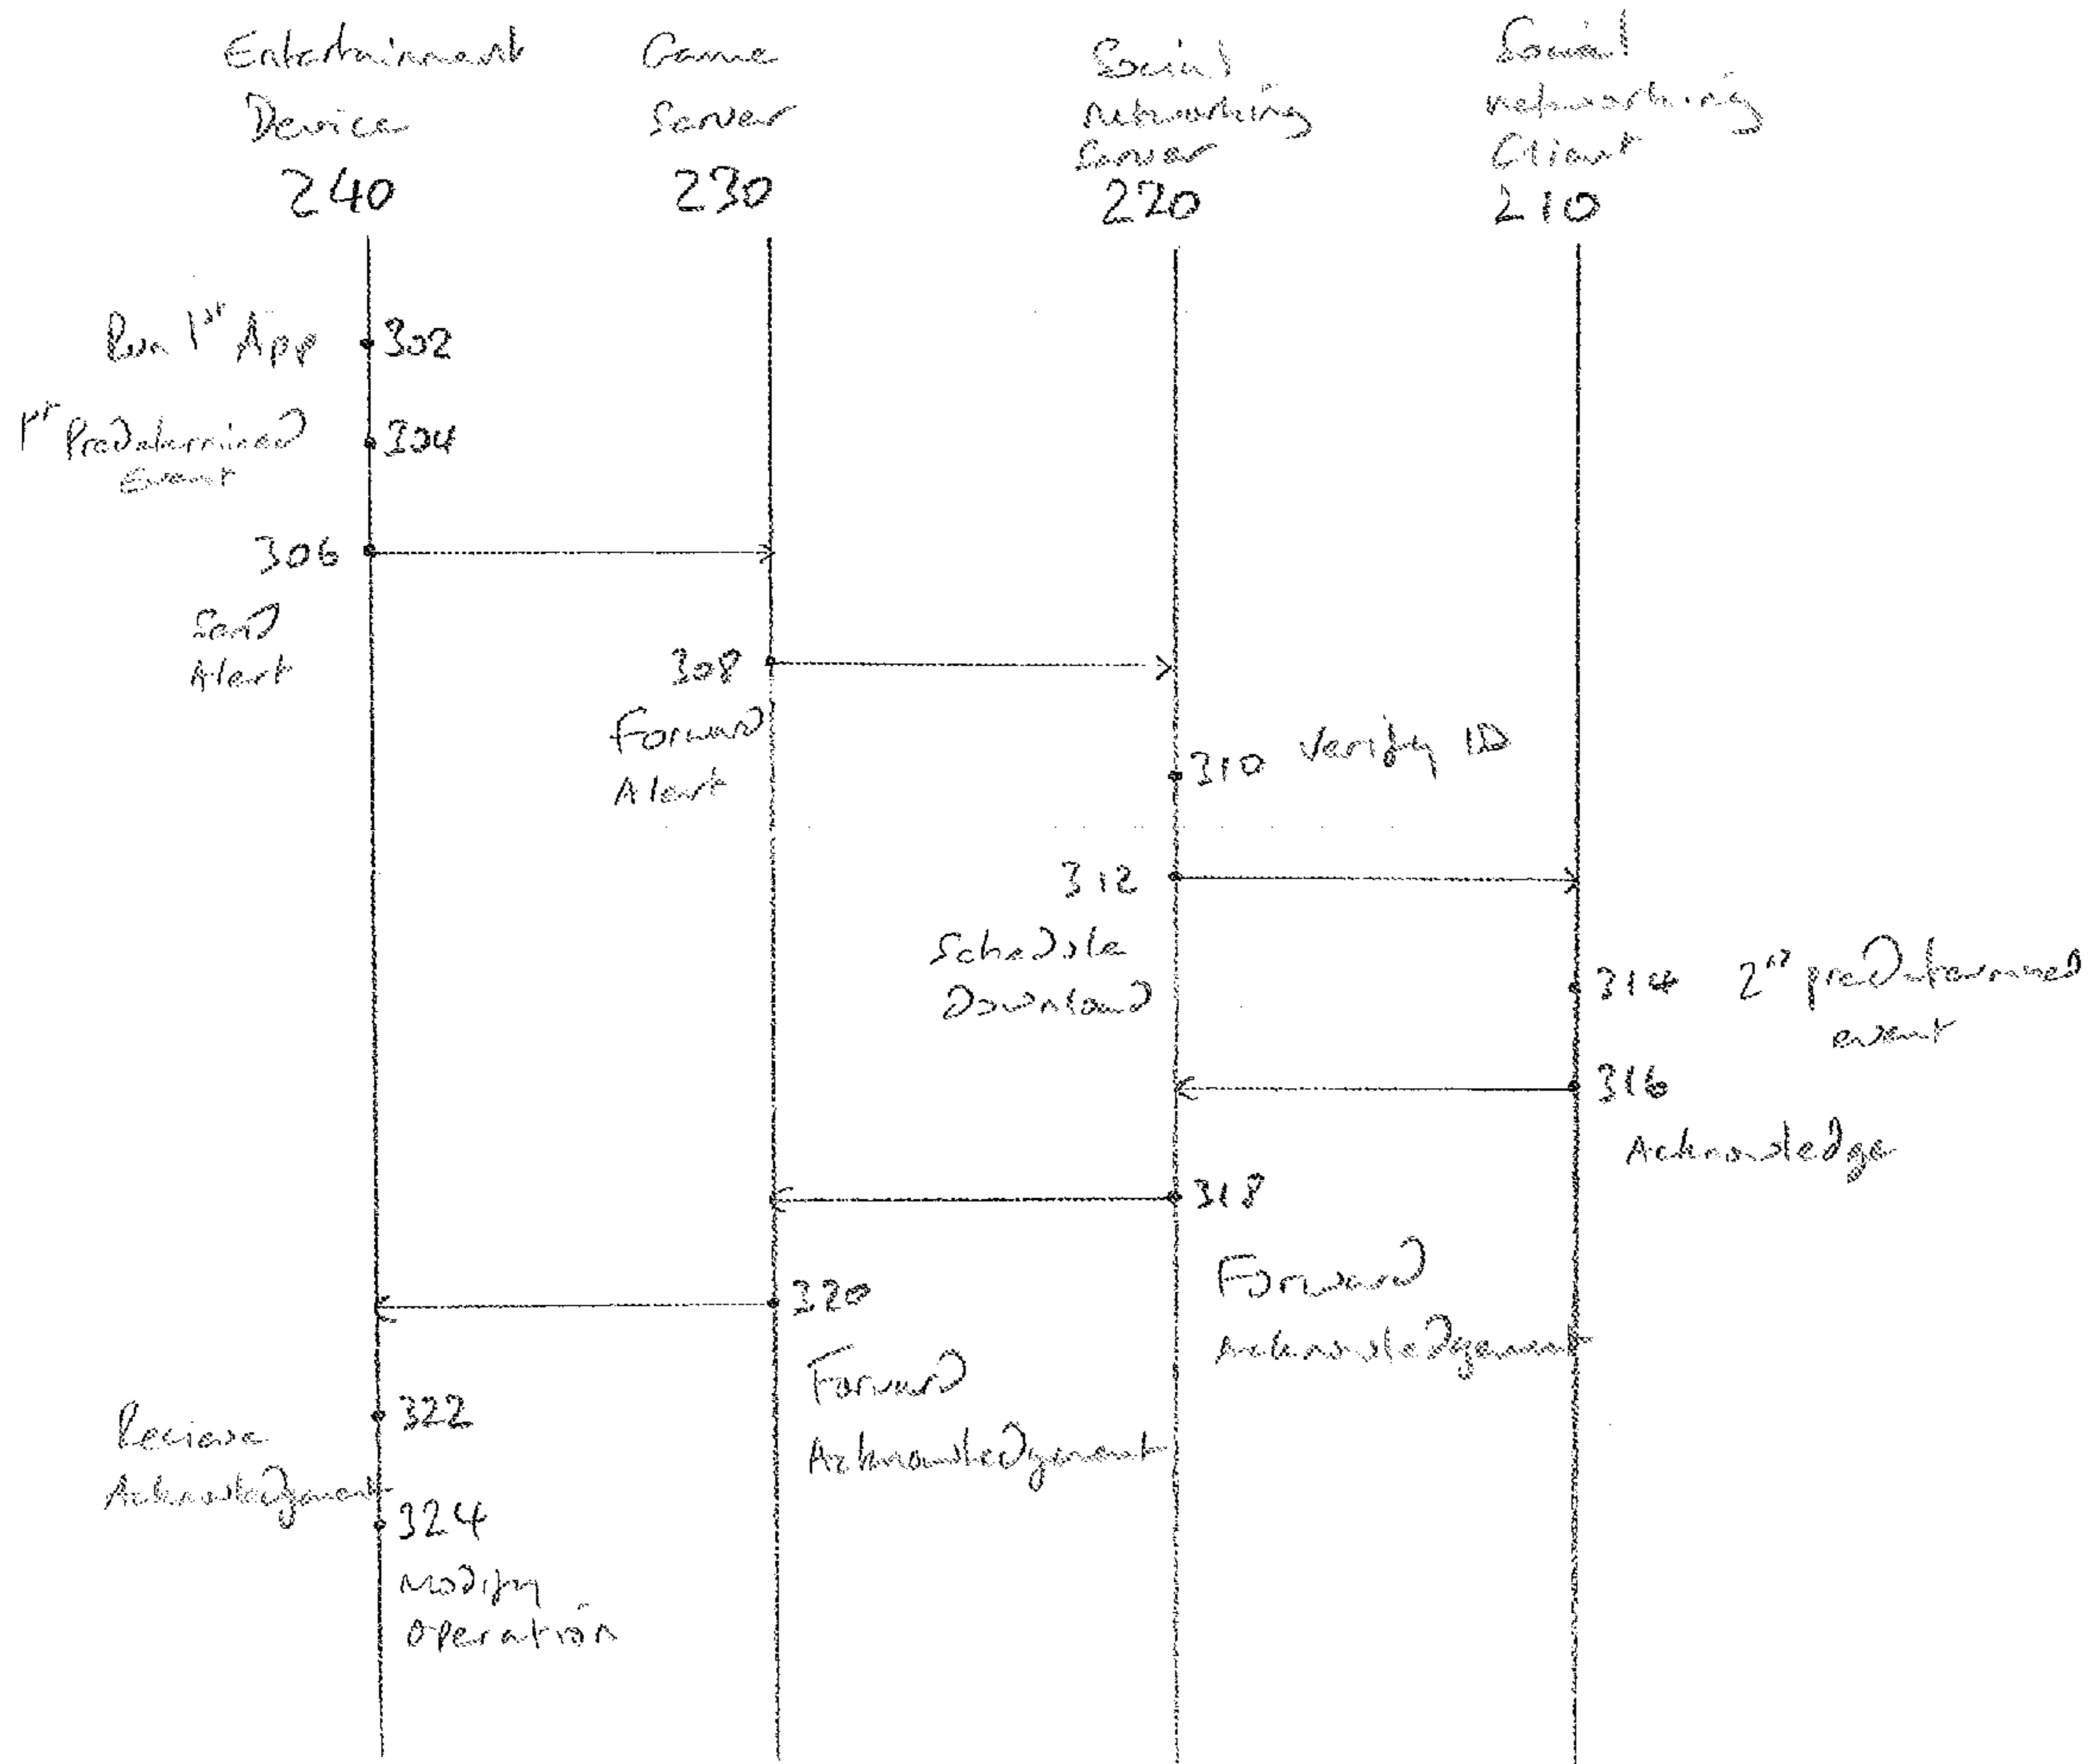 Entertainment
Device
240
Game
Server
230
Social
Networking
Server
220
Social
networking
Client
210
Run 1st App
302
1st PreDetermined
Event
304
306
Send
Alert
308
Forward
Alert
310 Verify ID
312
Schedule
Download
314 2nd preDetermined
event
316
Acknowledge
318
Forward
Acknowledgement
320
Forward
Acknowledgment
322
Recieve
Acknowledgment
324
Modify
Operation